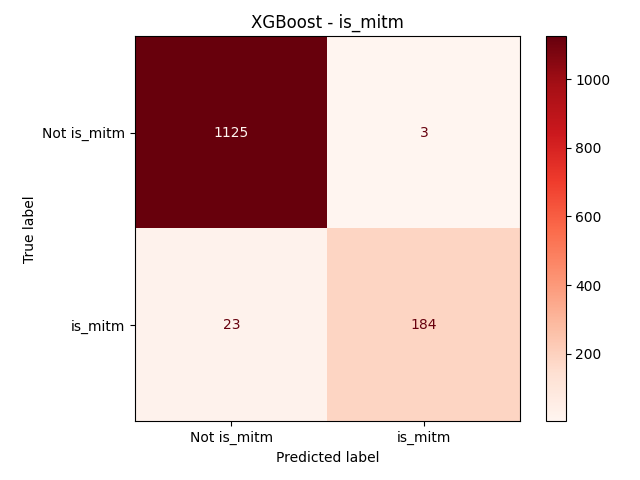 XGBoost - is_mitm
Not is_mitm
1125
3
is_mitm
23
184
Not is_mitm
is_mitm
Predicted label
True label
1000
800
600
400
200